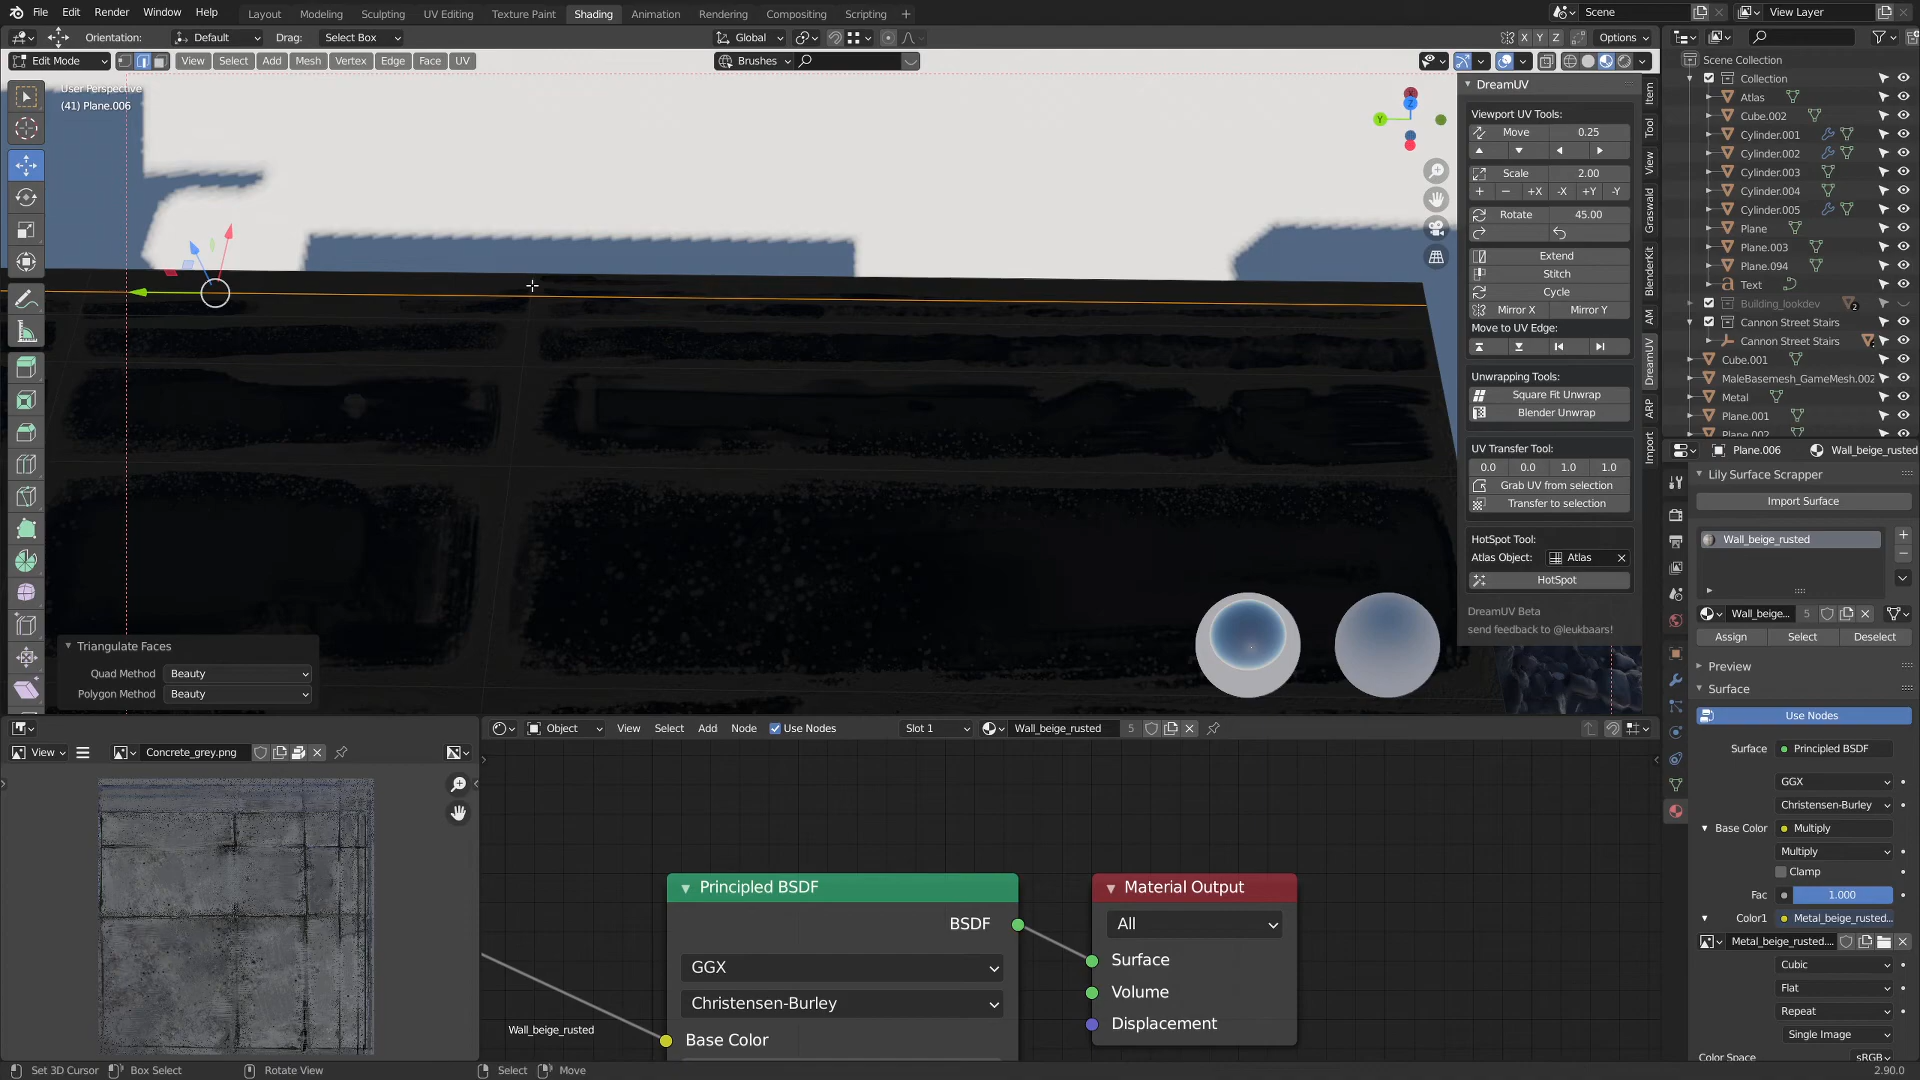 File Edit Render Window Help Layout Modeling Sculpting UV Editing Texture Paint Shading Animation Rendering Compositing Scripting + Scene View Layer
Orientation: Default Drag: Select Box Global X Y Z Options
Edit Mode View Select Add Mesh Vertex Edge Face UV Brushes
User Perspective
(41) Plane.006
DreamUV
Viewport UV Tools:
Move 0.25
Scale 2.00
+ − +X -X +Y -Y
Rotate 45.00
Extend
Stitch
Cycle
Mirror X Mirror Y
Move to UV Edge:
Unwrapping Tools:
Square Fit Unwrap
Blender Unwrap
UV Transfer Tool:
0.0 0.0 1.0 1.0
Grab UV from selection
Transfer to selection
HotSpot Tool:
Atlas Object: Atlas
HotSpot
DreamUV Beta
send feedback to @leukbaars!
Item
Tool
View
Graswald
BlenderKit
AM
DreamUV
ARP
Import
Y
Z
Scene Collection
Collection
Atlas
Cube.002
Cylinder.001
Cylinder.002
Cylinder.003
Cylinder.004
Cylinder.005
Plane
Plane.003
Plane.094
Text
Building_lookdev 2
Cannon Street Stairs
Cannon Street Stairs
Cube.001
MaleBasemesh_GameMesh.002
Metal
Plane.001
Plane.002
Plane.006 Wall_beige_rusted
Lily Surface Scrapper
Import Surface
Wall_beige_rusted
Wall_beige... 5
Assign Select Deselect
Preview
Surface
Use Nodes
Surface Principled BSDF
GGX
Christensen-Burley
Base Color Multiply
Multiply
Clamp
Fac 1.000
Color1 Metal_beige_rusted...
Metal_beige_rusted....
Cubic
Flat
Repeat
Single Image
Color Space sRGB
Triangulate Faces
Quad Method Beauty
Polygon Method Beauty
View Concrete_grey.png
Object View Select Add Node Use Nodes Slot 1 Wall_beige_rusted 5
Principled BSDF
BSDF
GGX
Christensen-Burley
Base Color
Material Output
All
Surface
Volume
Displacement
Wall_beige_rusted
Set 3D Cursor Box Select Rotate View Select Move 2.90.0